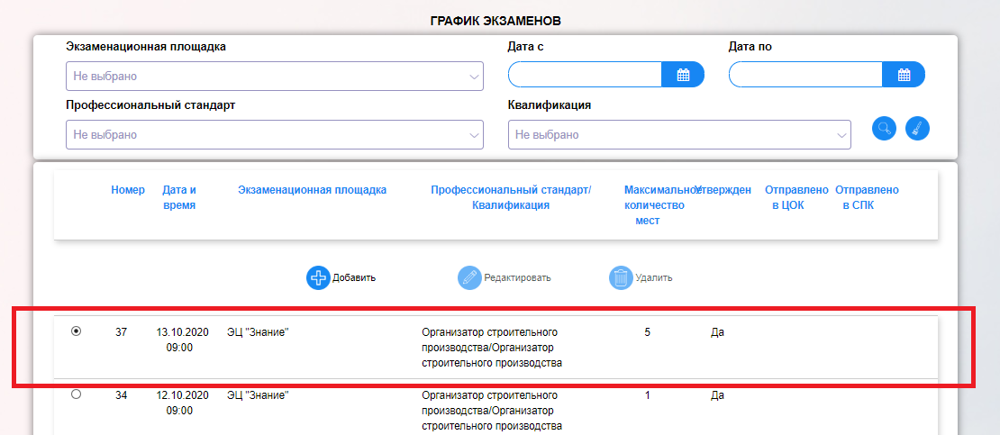 ГРАФИК ЭКЗАМЕНОВ
Экзаменационная площадка
Дата с
Дата по
Не выбрано
Профессиональный стандарт
Квалификация
Не выбрано
Не выбрано
Номер
Дата и
время
Экзаменационная площадка
Профессиональный стандарт/
Квалификация
Максимальное
количество
мест
Утвержден
Отправлено
в ЦОК
Отправлено
в СПК
Добавить
Редактировать
Удалить
37
13.10.2020
09:00
ЭЦ "Знание"
Организатор строительного
производства/Организатор
строительного производства
5
Да
34
12.10.2020
09:00
ЭЦ "Знание"
Организатор строительного
производства/Организатор
строительного производства
1
Да